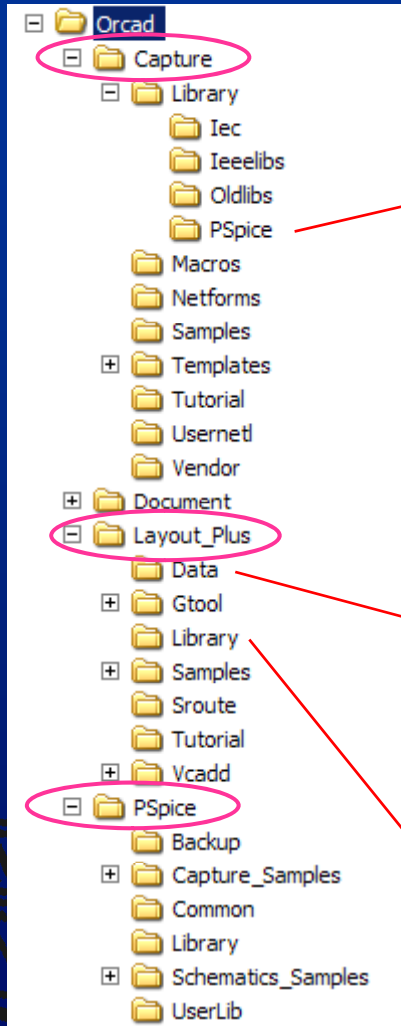 Orcad
Capture
Library
Iec
Ieeelibs
Oldlibs
PSpice
Macros
Netforms
Samples
Templates
Tutorial
Usernetl
Vendor
Document
Layout_Plus
Data
Gtool
Library
Samples
Sroute
Tutorial
Vcadd
PSpice
Backup
Capture_Samples
Common
Library
Schematics_Samples
UserLib